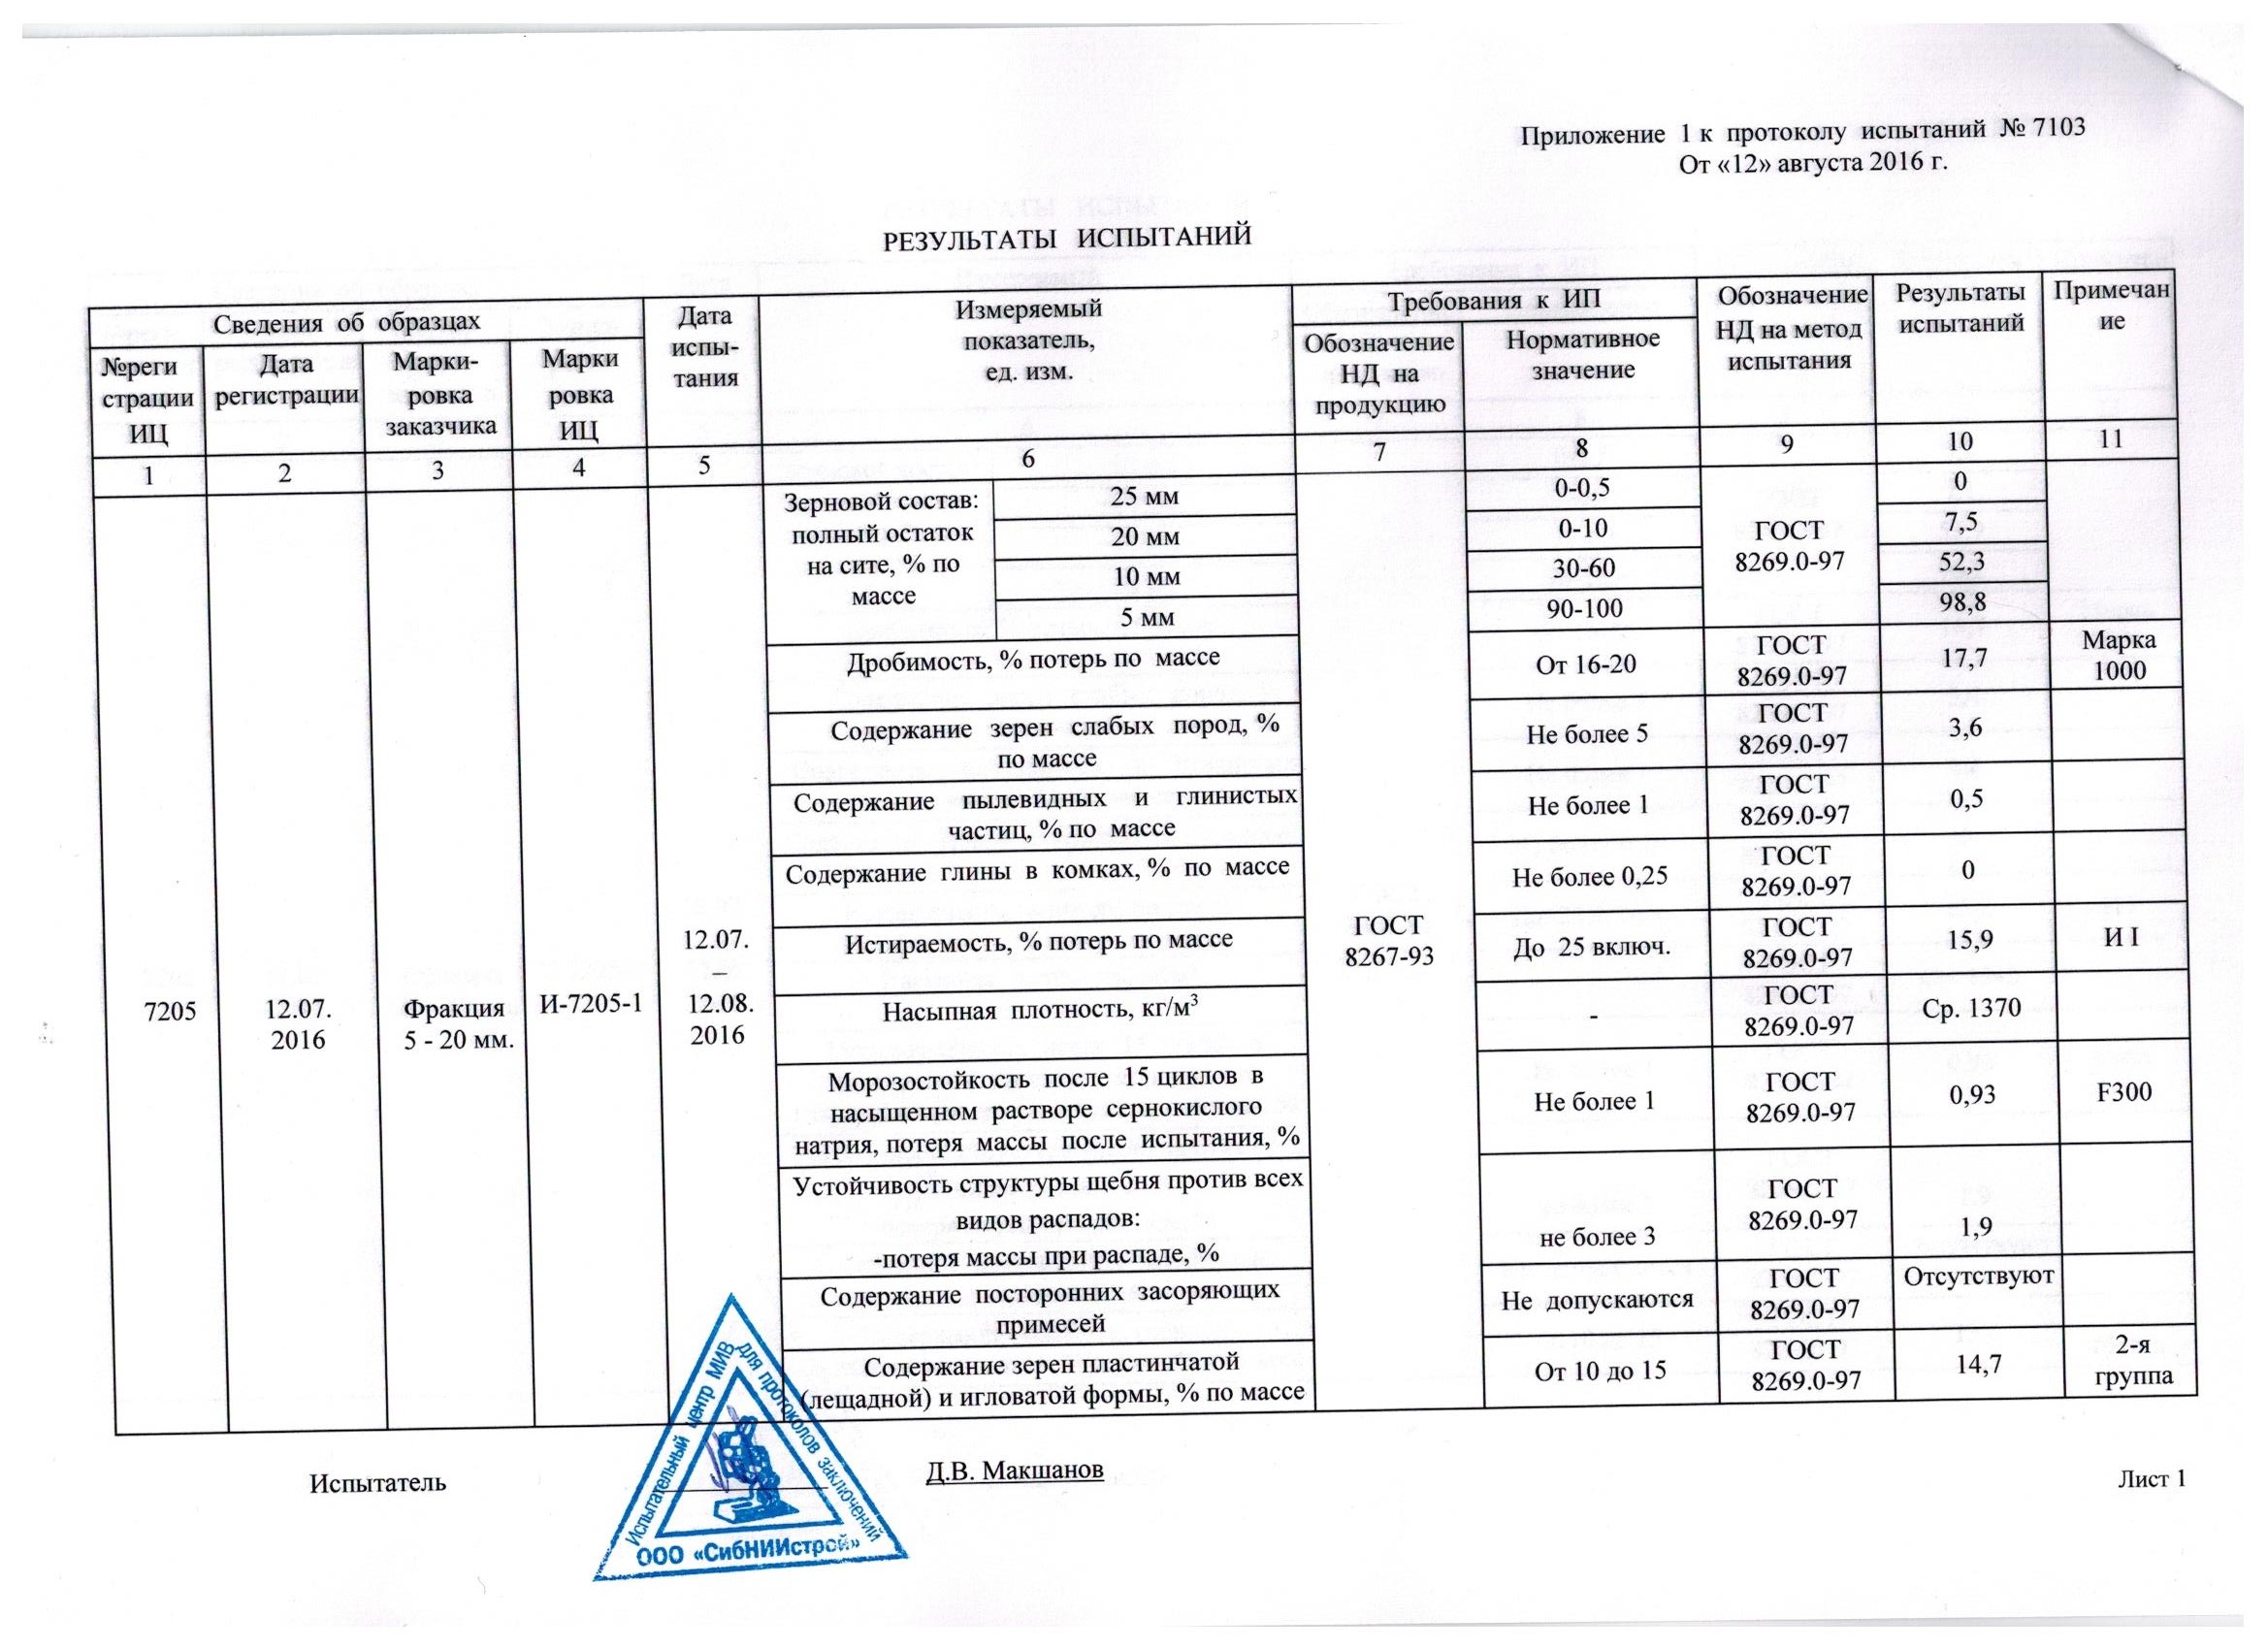 Приложение 1 к протоколу испытаний № 7103
От «12» августа 2016 г.
РЕЗУЛЬТАТЫ ИСПЫТАНИЙ
Сведения об образцах
№реги
страции
ИЦ
Дата
регистрации
Марки-
ровка
заказчика
Марки
ровка
ИЦ
Дата
испы-
тания
Измеряемый
показатель,
ед. изм.
Требования к ИП
Обозначение
НД на
продукцию
Нормативное
значение
Обозначение
НД на метод
испытания
Результаты
испытаний
Примечан
ие
1 2 3 4 5 6 7 8 9 10 11
7205
12.07.
2016
Фракция
5 - 20 мм.
И-7205-1
12.07.
–
12.08.
2016
Зерновой состав:
полный остаток
на сите, % по
массе
ГОСТ
8267-93
ГОСТ
8269.0-97
25 мм 0-0,5 0
20 мм 0-10 7,5
10 мм 30-60 52,3
5 мм 90-100 98,8
Дробимость, % потерь по массе
От 16-20
ГОСТ
8269.0-97
17,7
Марка
1000
Содержание зерен слабых пород, %
по массе
Не более 5
ГОСТ
8269.0-97
3,6
Содержание пылевидных и глинистых
частиц, % по массе
Не более 1
ГОСТ
8269.0-97
0,5
Содержание глины в комках, % по массе
Не более 0,25
ГОСТ
8269.0-97
0
Истираемость, % потерь по массе
До 25 включ.
ГОСТ
8269.0-97
15,9
И I
Насыпная плотность, кг/м³
-
ГОСТ
8269.0-97
Ср. 1370
Морозостойкость после 15 циклов в
насыщенном растворе сернокислого
натрия, потеря массы после испытания, %
Не более 1
ГОСТ
8269.0-97
0,93
F300
Устойчивость структуры щебня против всех
видов распадов:
-потеря массы при распаде, %
не более 3
ГОСТ
8269.0-97
1,9
Содержание посторонних засоряющих
примесей
Не допускаются
ГОСТ
8269.0-97
Отсутствуют
Содержание зерен пластинчатой
(лещадной) и игловатой формы, % по массе
От 10 до 15
ГОСТ
8269.0-97
14,7
2-я
группа
Испытатель
Д.В. Макшанов
Лист 1
Испытательный центр МИВ
для протоколов заключений
ООО «СибНИИстрой»